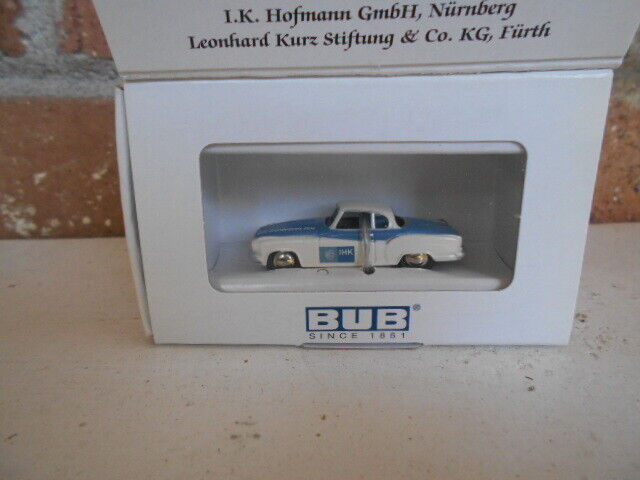 I.K. Hofmann GmbH, Nürnberg
Leonhard Kurz Stiftung & Co. KG, Fürth
IHK
BUB®
SINCE 1851